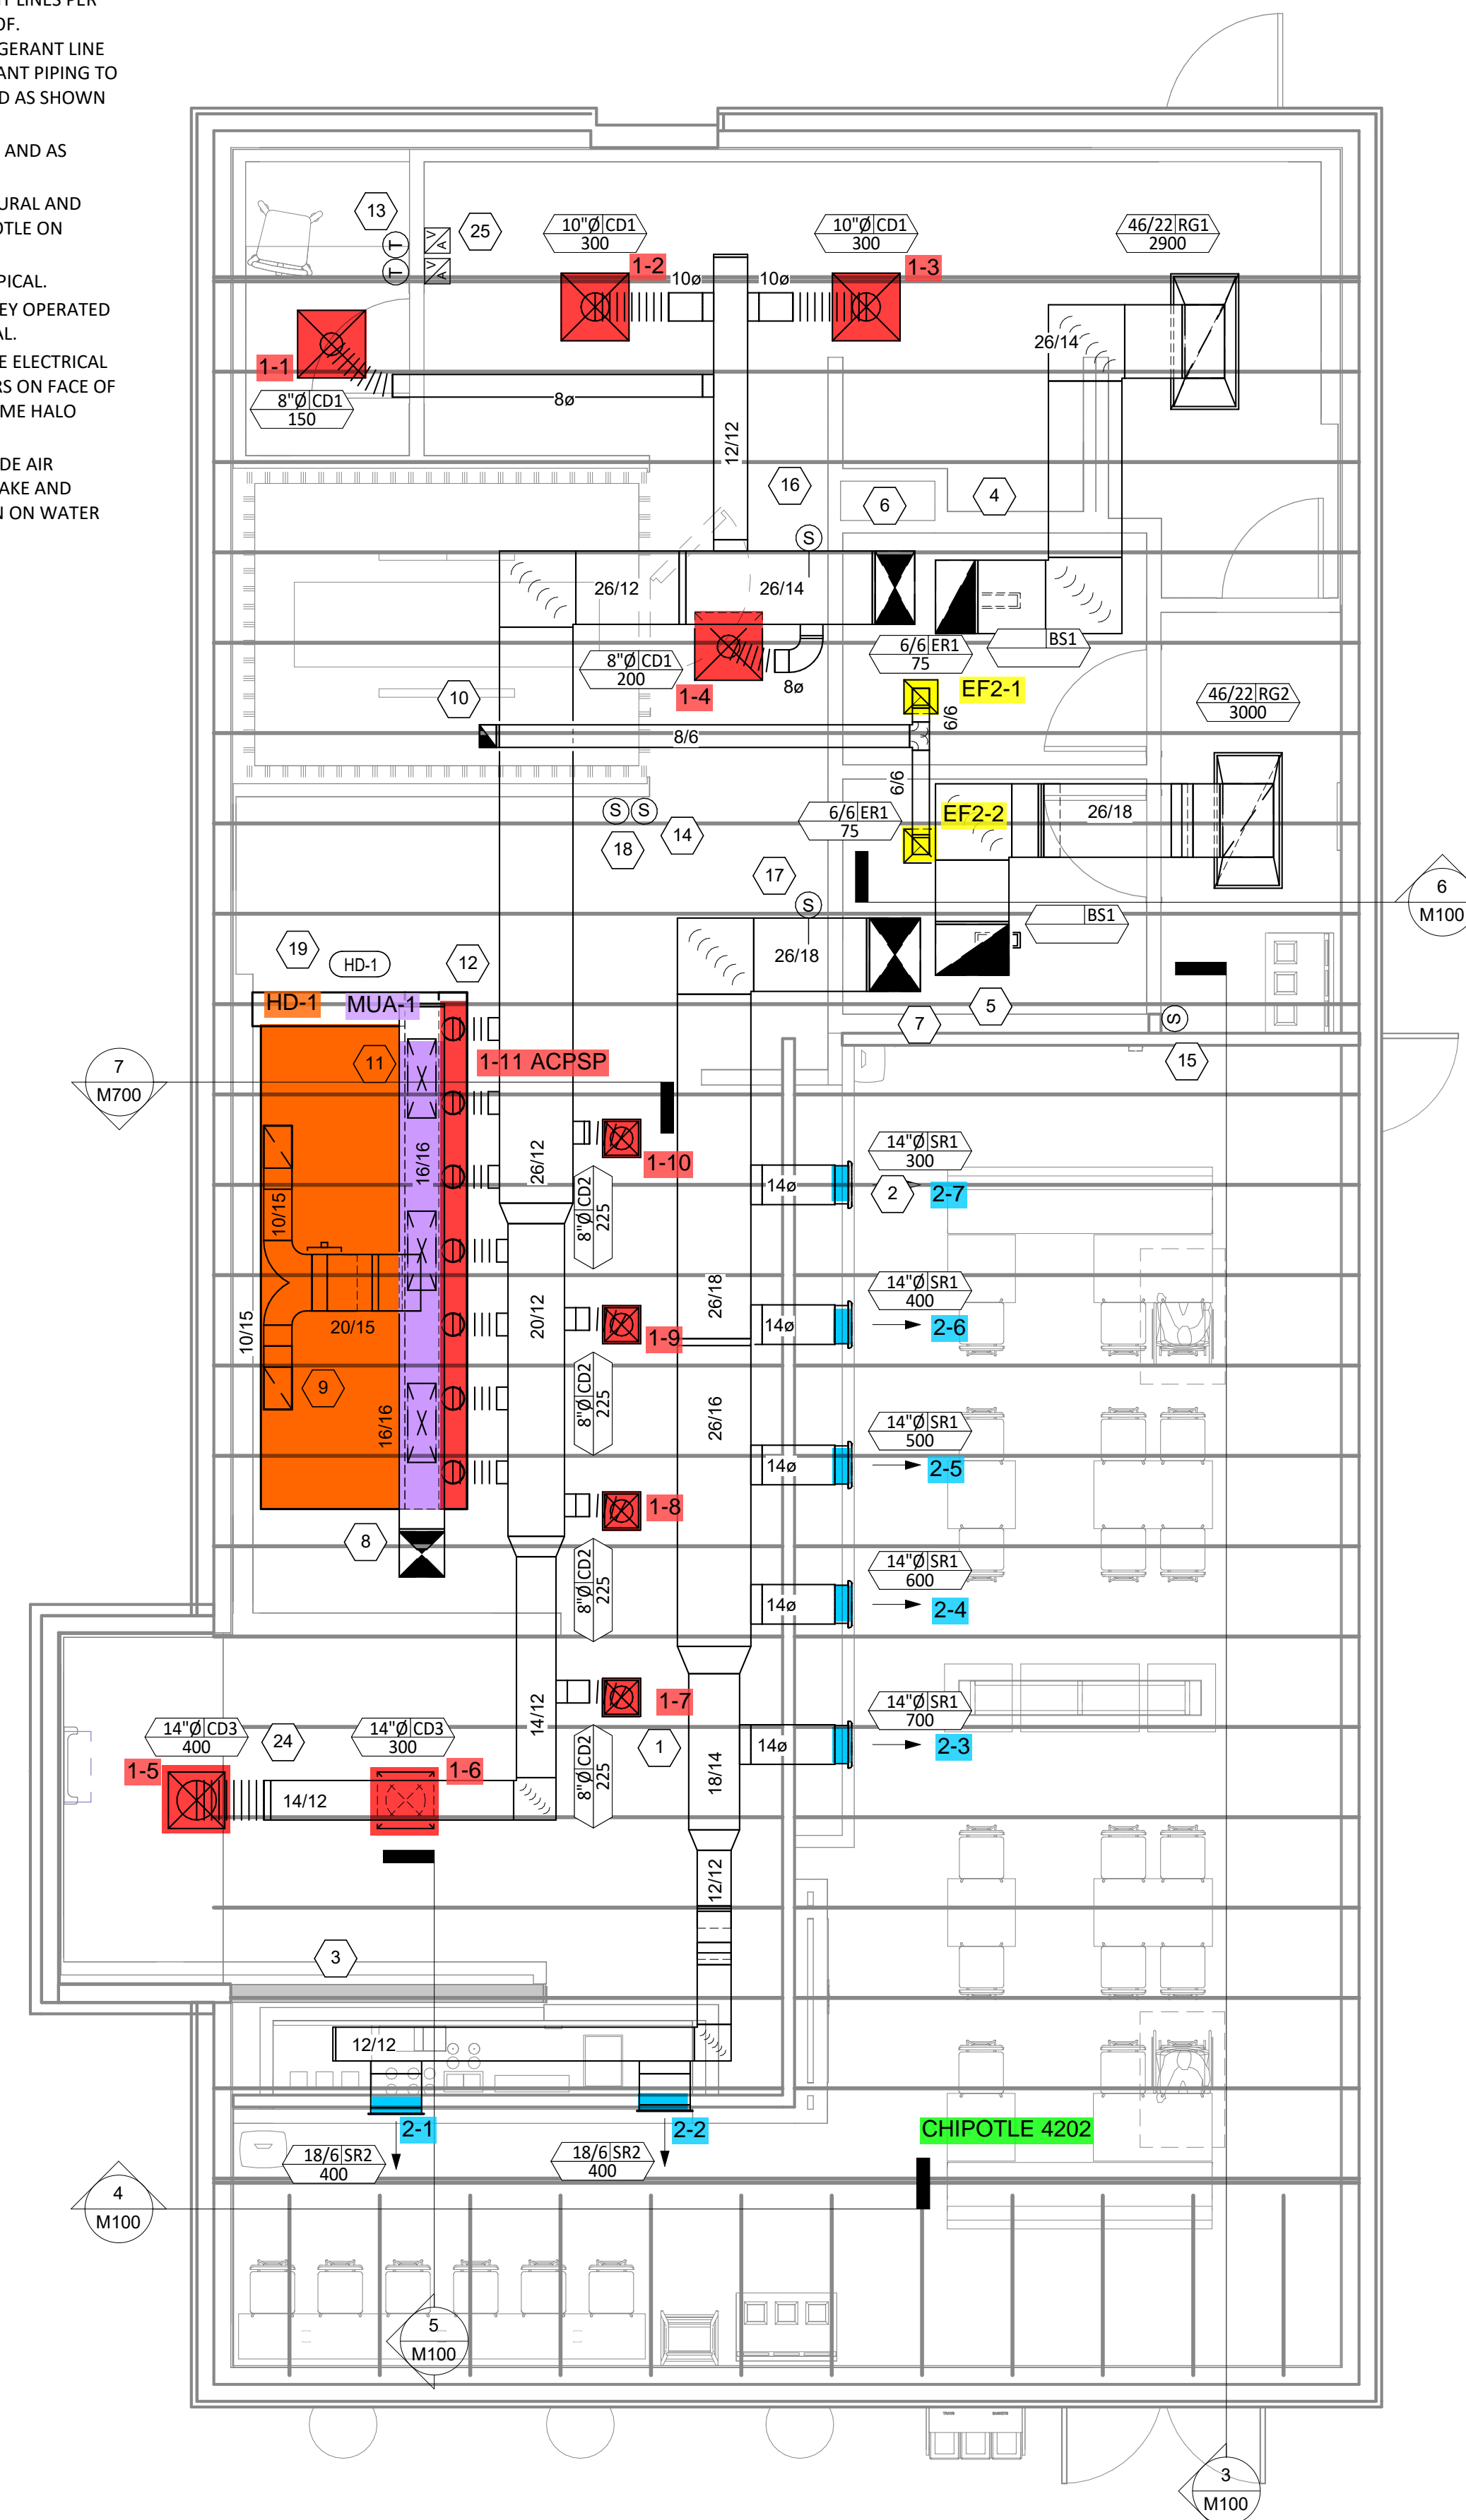 T LINES PER
OF.
GERANT LINE
ANT PIPING TO
D AS SHOWN
AND AS
URAL AND
OTLE ON
PICAL.
EY OPERATED
AL.
E ELECTRICAL
RS ON FACE OF
ME HALO
DE AIR
AKE AND
N ON WATER
13
T
T
V
A
V
A
25
10"Ø CD1
300
1-2
10ø
10ø
10"Ø CD1
300
1-3
46/22 RG1
2900
26/14
1-1
8"Ø CD1
150
8ø
12/12
16
6
4
S
26/12
26/14
8"Ø CD1
200
1-4
8ø
6/6 ER1
75
BS1
EF2-1
10
8/6
6/6
46/22 RG2
3000
6/6
6/6 ER1
75
EF2-2
26/18
S
S
18
14
17
S
26/18
BS1
6
M100
19
HD-1
12
HD-1
MUA-1
5
7
S
15
11
1-11 ACPSP
7
M700
16/16
26/12
1-10
8"Ø CD2
225
14ø
14"Ø SR1
300
2
2-7
10/15
10/15
20/15
20/12
1-9
8"Ø CD2
225
26/18
14ø
14"Ø SR1
400
2-6
9
16/16
26/16
14ø
14"Ø SR1
500
2-5
8
1-8
8"Ø CD2
225
14ø
14"Ø SR1
600
2-4
14/12
1-7
8"Ø CD2
225
1
18/14
14ø
14"Ø SR1
700
2-3
14"Ø CD3
400
24
14"Ø CD3
300
1-5
1-6
14/12
12/12
3
12/12
2-1
2-2
18/6 SR2
400
18/6 SR2
400
CHIPOTLE 4202
4
M100
5
M100
3
M100